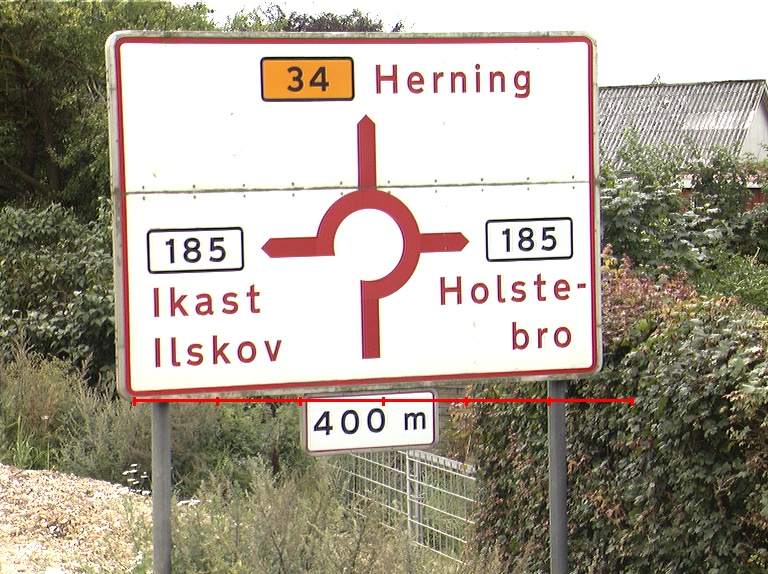 34 Herning
185
185
Ikast
Ilskov
Holste-
bro
400 m